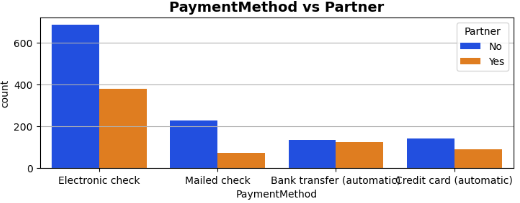 PaymentMethod vs Partner
Partner
No
Yes
600
400
200
0
count
Electronic check
Mailed check
Bank transfer (automatic)
Credit card (automatic)
PaymentMethod